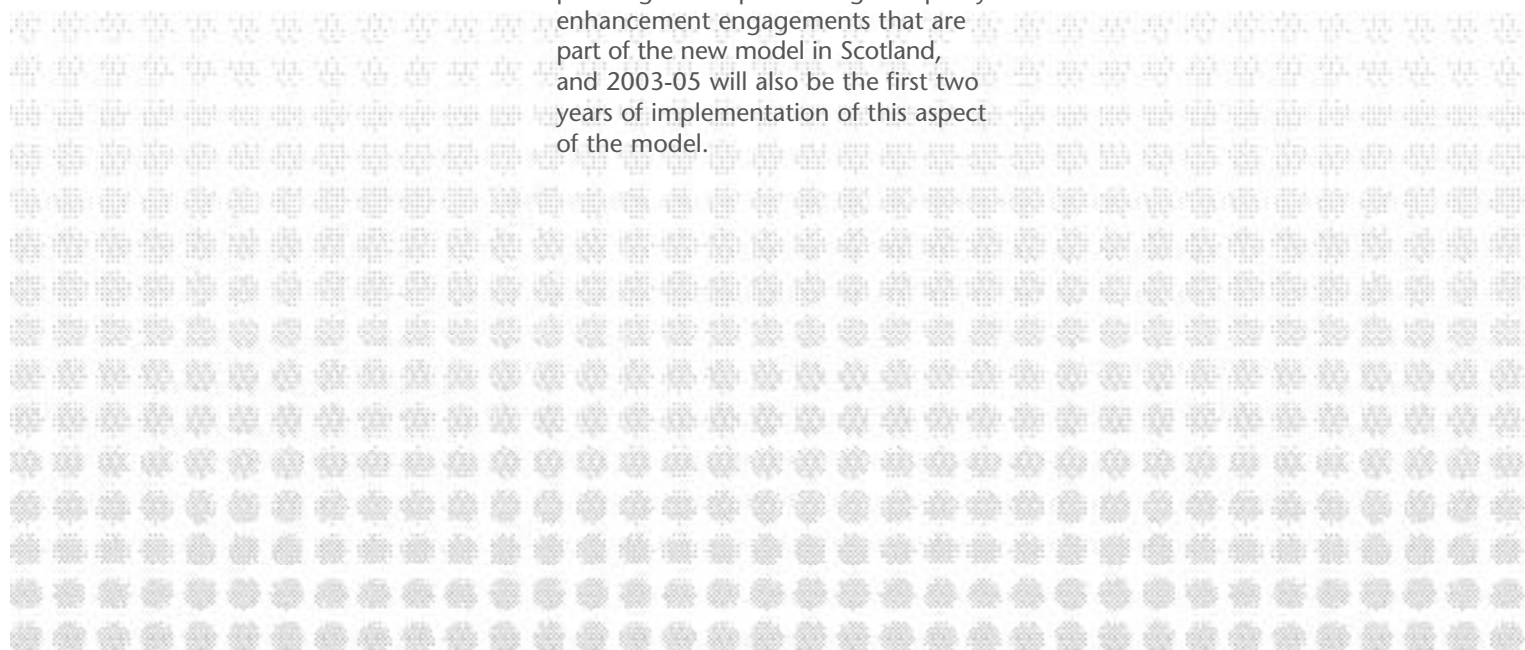 enhancement engagements that are
part of the new model in Scotland,
and 2003-05 will also be the first two
years of implementation of this aspect
of the model.